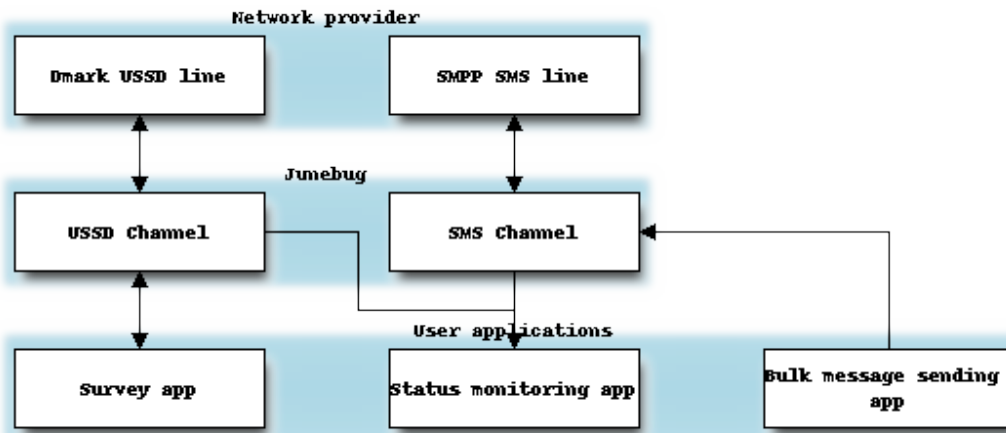 Network provider
Dmark USSD line
SMPP SMS line
Junebug
USSD Channel
SMS Channel
User applications
Survey app
Status monitoring app
Bulk message sending
app